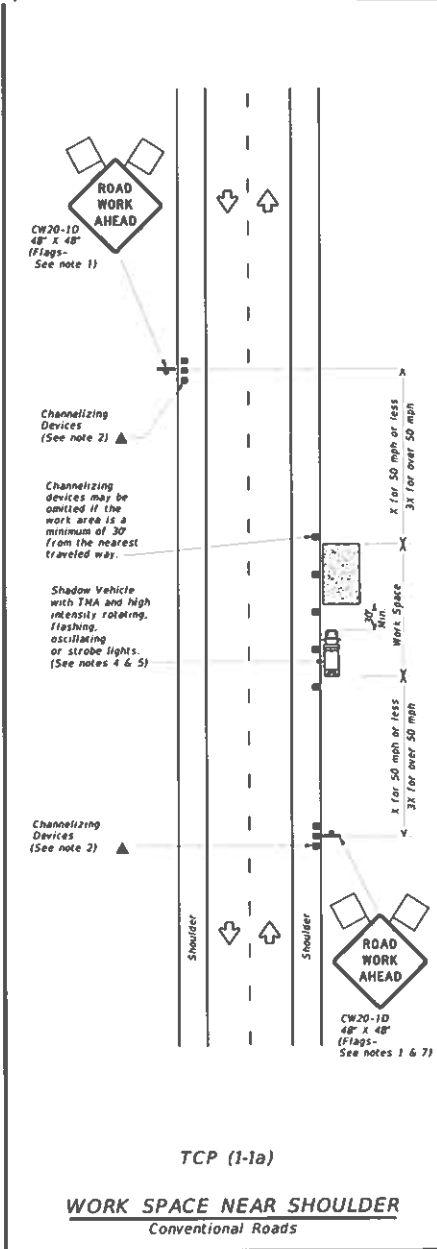 ROAD
WORK
AHEAD
CW20-1D
48" X 48"
(Flags-
See note 1)
Channelizing
Devices
(See note 2)
Channelizing
devices may be
omitted if the
work area is a
minimum of 30'
from the nearest
traveled way.
Shadow Vehicle
with TMA and high
intensity rotating,
flashing,
oscillating
or strobe lights.
(See notes 4 & 5)
X for 50 mph or less
3X for over 50 mph
30'
Min.
Work Space
X for 50 mph or less
3X for over 50 mph
Channelizing
Devices
(See note 2)
Shoulder
Shoulder
ROAD
WORK
AHEAD
CW20-1D
48" X 48"
(Flags-
See notes 1 & 7)
TCP (1-1a)
WORK SPACE NEAR SHOULDER
Conventional Roads